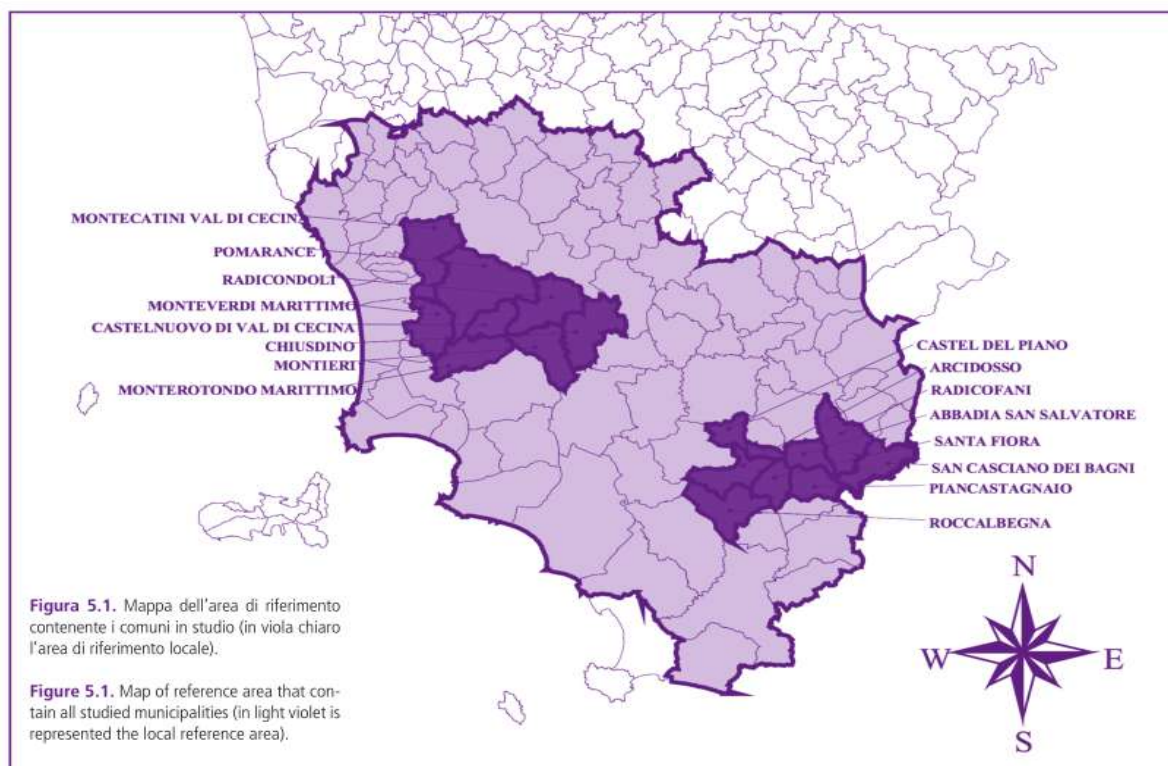 MONTECATINI VAL DI CECINA
POMARANCE
RADICONDOLI
MONTEVERDI MARITTIMO
CASTELNUOVO DI VAL DI CECINA
CHIUSDINO
MONTIERI
MONTEROTONDO MARITTIMO
CASTEL DEL PIANO
ARCIDOSSO
RADICOFANI
ABBADIA SAN SALVATORE
SANTA FIORA
SAN CASCIANO DEI BAGNI
PIANCASTAGNAIO
ROCCALBEGNA
Figura 5.1. Mappa dell'area di riferimento
contenente i comuni in studio (in viola chiaro
l'area di riferimento locale).
Figure 5.1. Map of reference area that con-
tain all studied municipalities (in light violet is
represented the local reference area).
N
W E
S